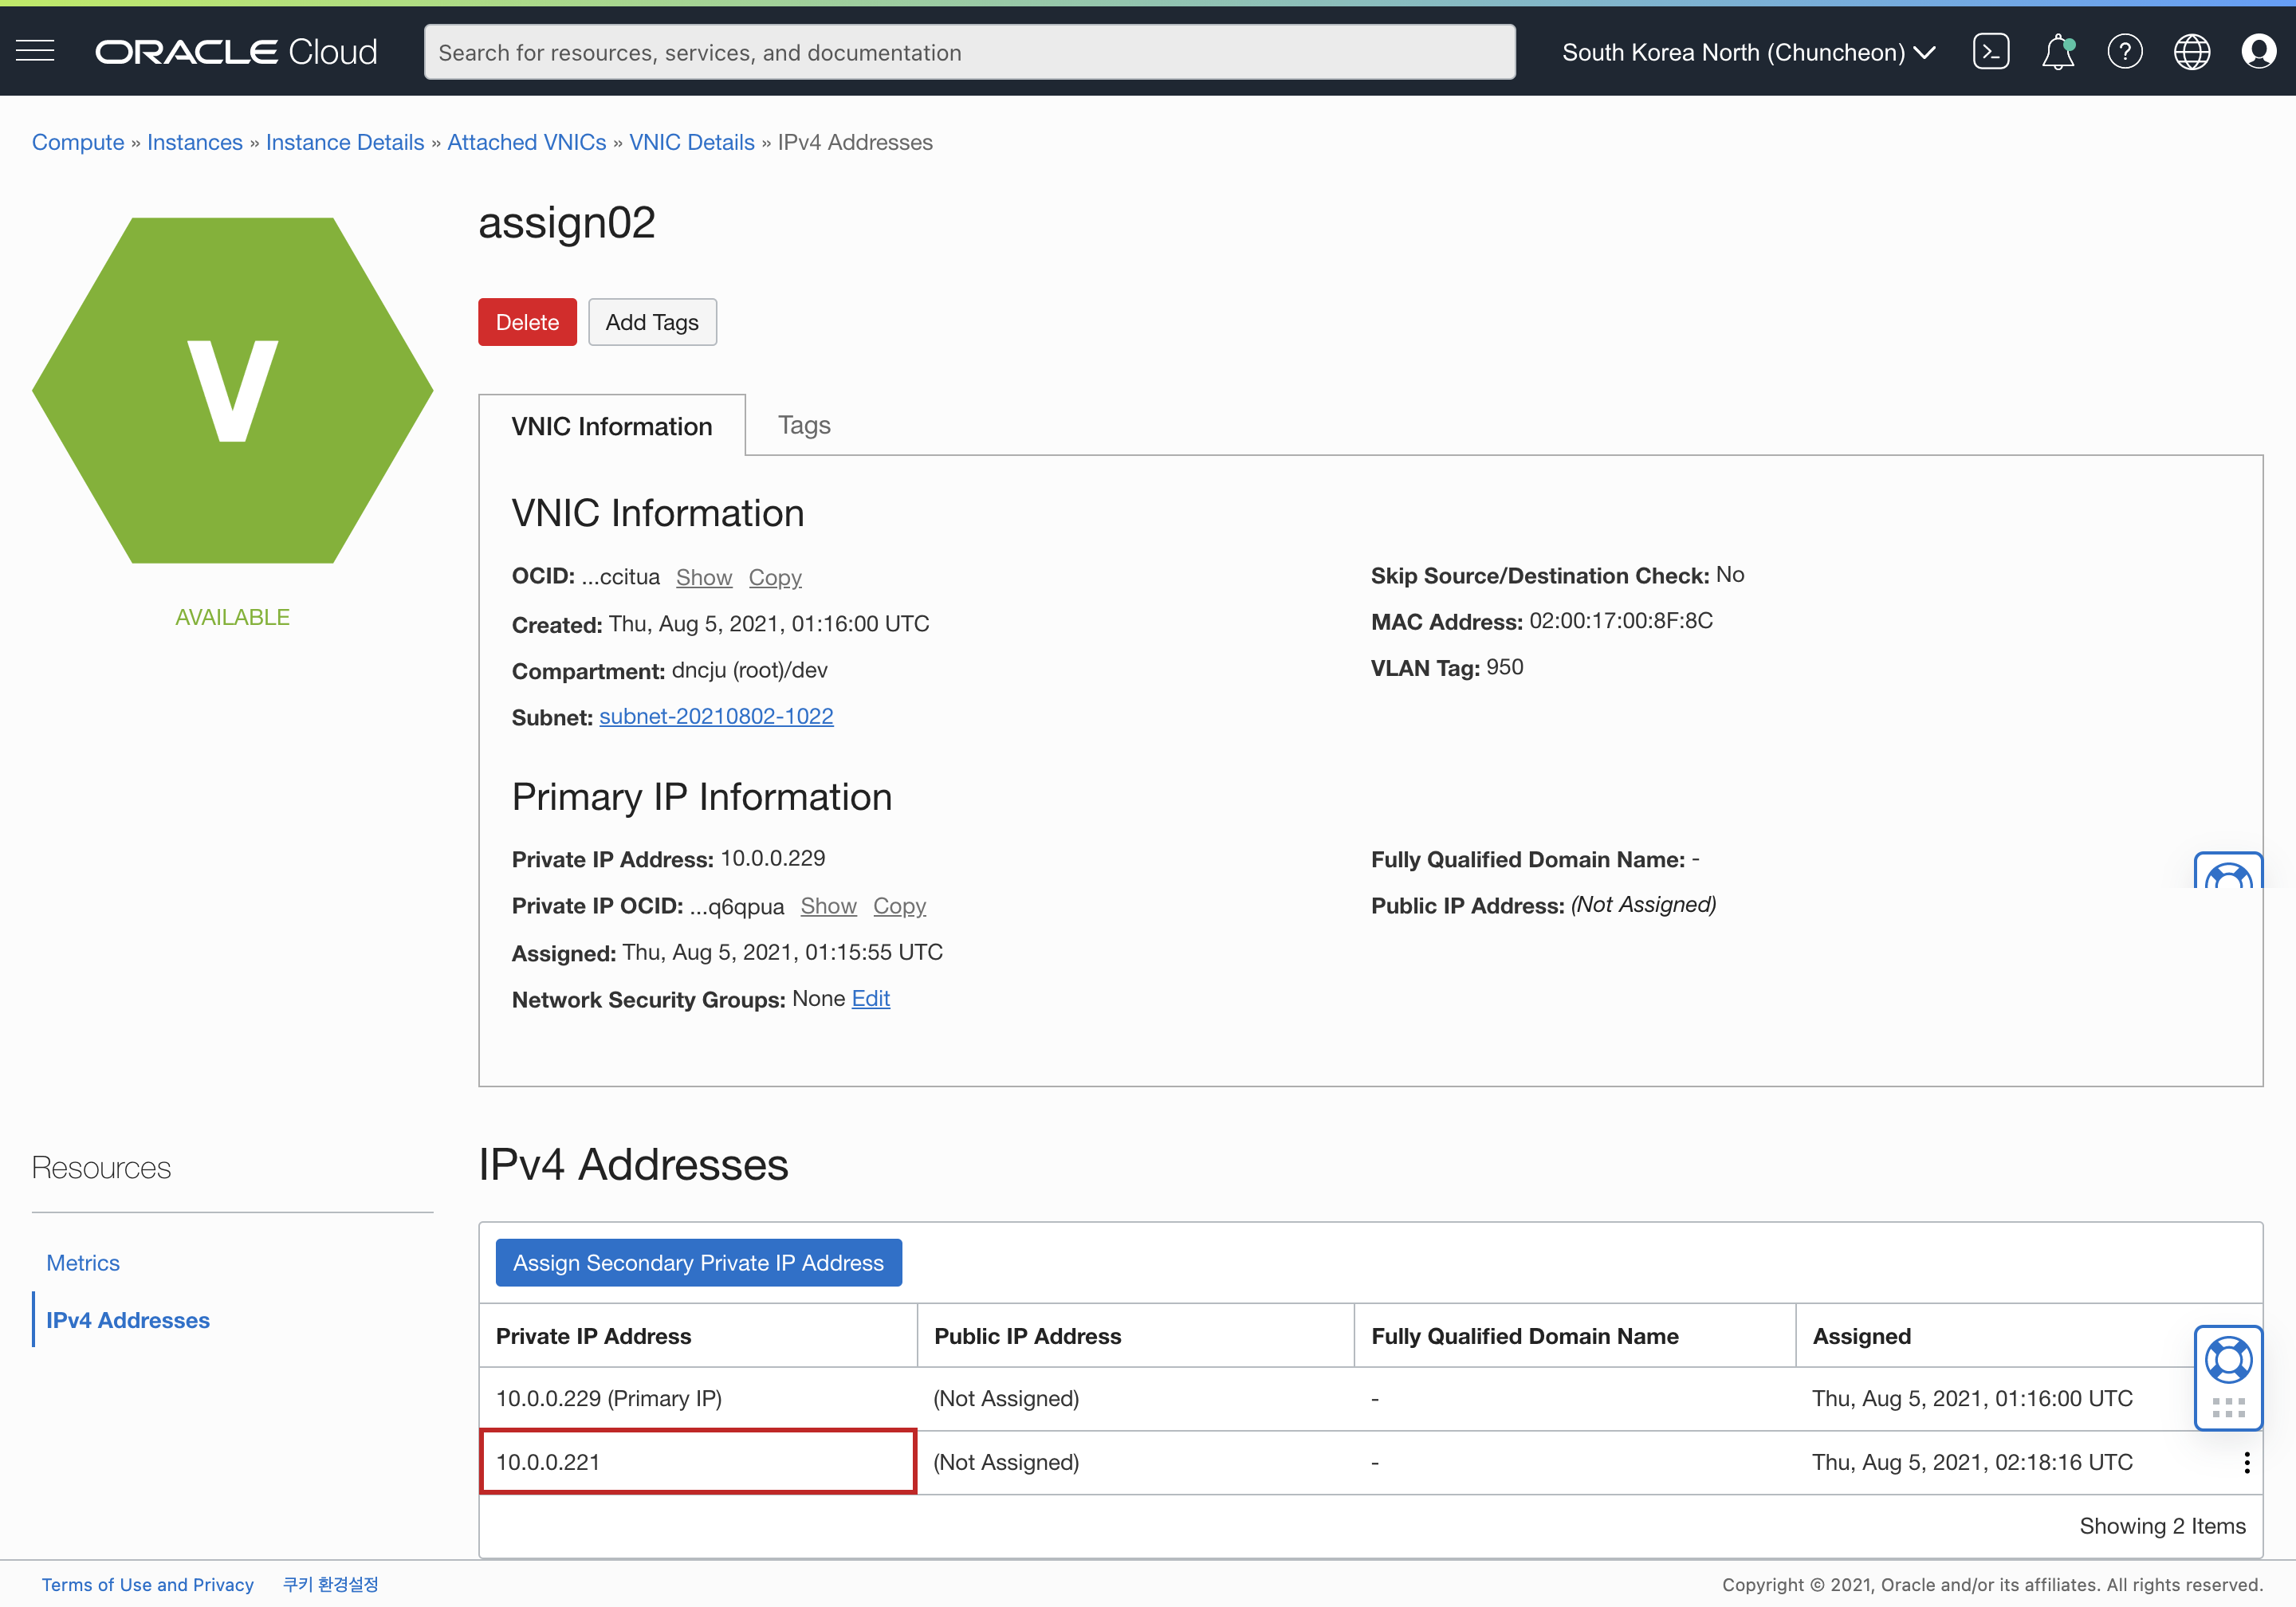 ORACLE Cloud
Search for resources, services, and documentation
South Korea North (Chuncheon)
Compute » Instances » Instance Details » Attached VNICs » VNIC Details » IPv4 Addresses
V
AVAILABLE
assign02
Delete
Add Tags
VNIC Information
Tags
VNIC Information
OCID: ...ccitua Show Copy
Created: Thu, Aug 5, 2021, 01:16:00 UTC
Compartment: dncju (root)/dev
Subnet: subnet-20210802-1022
Skip Source/Destination Check: No
MAC Address: 02:00:17:00:8F:8C
VLAN Tag: 950
Primary IP Information
Private IP Address: 10.0.0.229
Private IP OCID: ...q6qpua Show Copy
Assigned: Thu, Aug 5, 2021, 01:15:55 UTC
Network Security Groups: None Edit
Fully Qualified Domain Name: -
Public IP Address: (Not Assigned)
Resources
Metrics
IPv4 Addresses
IPv4 Addresses
Assign Secondary Private IP Address
Private IP Address Public IP Address Fully Qualified Domain Name Assigned
10.0.0.229 (Primary IP) (Not Assigned) - Thu, Aug 5, 2021, 01:16:00 UTC
10.0.0.221 (Not Assigned) - Thu, Aug 5, 2021, 02:18:16 UTC
Showing 2 Items
Terms of Use and Privacy 쿠키 환경설정
Copyright © 2021, Oracle and/or its affiliates. All rights reserved.